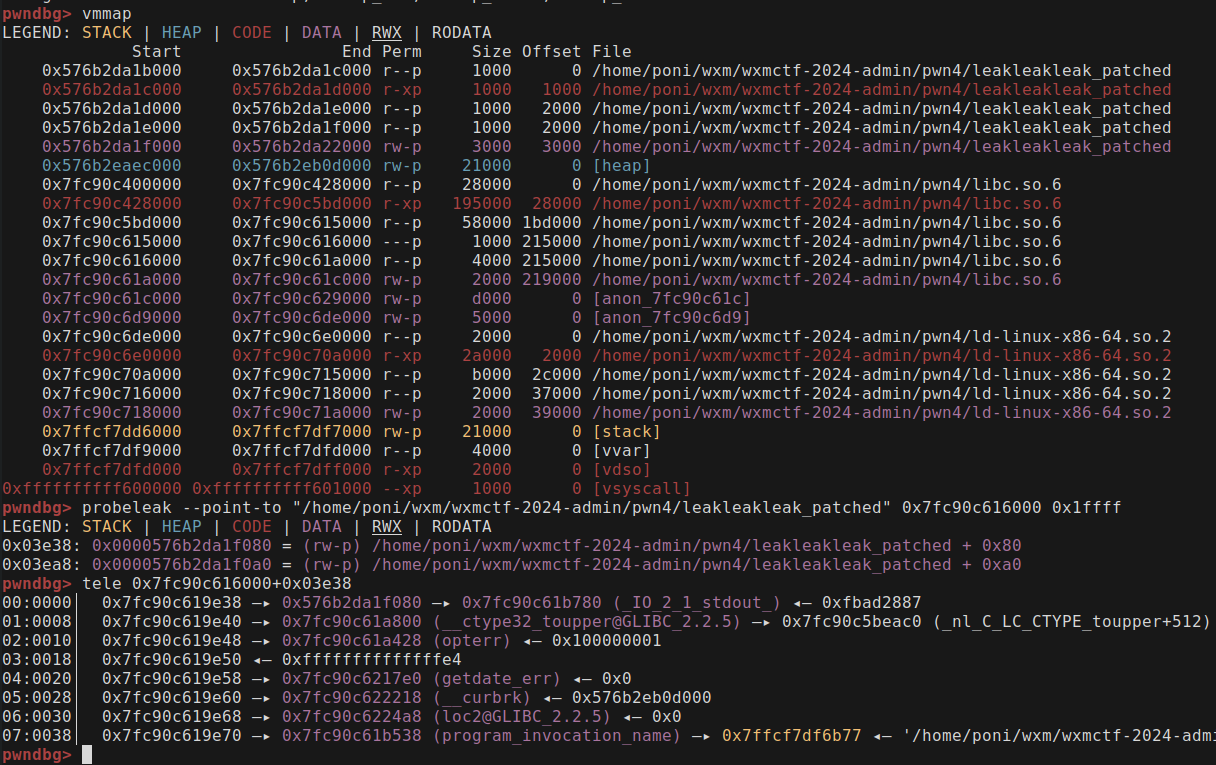 pwndbg> vmmap
LEGEND: STACK | HEAP | CODE | DATA | RWX | RODATA
Start End Perm Size Offset File
0x576b2da1b000 0x576b2da1c000 r--p 1000 0 /home/poni/wxm/wxmctf-2024-admin/pwn4/leakleakleak_patched
0x576b2da1c000 0x576b2da1d000 r-xp 1000 1000 /home/poni/wxm/wxmctf-2024-admin/pwn4/leakleakleak_patched
0x576b2da1d000 0x576b2da1e000 r--p 1000 2000 /home/poni/wxm/wxmctf-2024-admin/pwn4/leakleakleak_patched
0x576b2da1e000 0x576b2da1f000 r--p 1000 2000 /home/poni/wxm/wxmctf-2024-admin/pwn4/leakleakleak_patched
0x576b2da1f000 0x576b2da22000 rw-p 3000 3000 /home/poni/wxm/wxmctf-2024-admin/pwn4/leakleakleak_patched
0x576b2eaec000 0x576b2eb0d000 rw-p 21000 0 [heap]
0x7fc90c400000 0x7fc90c428000 r--p 28000 0 /home/poni/wxm/wxmctf-2024-admin/pwn4/libc.so.6
0x7fc90c428000 0x7fc90c5bd000 r-xp 195000 28000 /home/poni/wxm/wxmctf-2024-admin/pwn4/libc.so.6
0x7fc90c5bd000 0x7fc90c615000 r--p 58000 1bd000 /home/poni/wxm/wxmctf-2024-admin/pwn4/libc.so.6
0x7fc90c615000 0x7fc90c616000 ---p 1000 215000 /home/poni/wxm/wxmctf-2024-admin/pwn4/libc.so.6
0x7fc90c616000 0x7fc90c61a000 r--p 4000 215000 /home/poni/wxm/wxmctf-2024-admin/pwn4/libc.so.6
0x7fc90c61a000 0x7fc90c61c000 rw-p 2000 219000 /home/poni/wxm/wxmctf-2024-admin/pwn4/libc.so.6
0x7fc90c61c000 0x7fc90c629000 rw-p d000 0 [anon_7fc90c61c]
0x7fc90c6d9000 0x7fc90c6de000 rw-p 5000 0 [anon_7fc90c6d9]
0x7fc90c6de000 0x7fc90c6e0000 r--p 2000 0 /home/poni/wxm/wxmctf-2024-admin/pwn4/ld-linux-x86-64.so.2
0x7fc90c6e0000 0x7fc90c70a000 r-xp 2a000 2000 /home/poni/wxm/wxmctf-2024-admin/pwn4/ld-linux-x86-64.so.2
0x7fc90c70a000 0x7fc90c715000 r--p b000 2c000 /home/poni/wxm/wxmctf-2024-admin/pwn4/ld-linux-x86-64.so.2
0x7fc90c716000 0x7fc90c718000 r--p 2000 37000 /home/poni/wxm/wxmctf-2024-admin/pwn4/ld-linux-x86-64.so.2
0x7fc90c718000 0x7fc90c71a000 rw-p 2000 39000 /home/poni/wxm/wxmctf-2024-admin/pwn4/ld-linux-x86-64.so.2
0x7ffcf7dd6000 0x7ffcf7df7000 rw-p 21000 0 [stack]
0x7ffcf7df9000 0x7ffcf7dfd000 r--p 4000 0 [vvar]
0x7ffcf7dfd000 0x7ffcf7dff000 r-xp 2000 0 [vdso]
0xffffffffff600000 0xffffffffff601000 --xp 1000 0 [vsyscall]
pwndbg> probeleak --point-to "/home/poni/wxm/wxmctf-2024-admin/pwn4/leakleakleak_patched" 0x7fc90c616000 0x1ffff
LEGEND: STACK | HEAP | CODE | DATA | RWX | RODATA
0x03e38: 0x0000576b2da1f080 = (rw-p) /home/poni/wxm/wxmctf-2024-admin/pwn4/leakleakleak_patched + 0x80
0x03ea8: 0x0000576b2da1f0a0 = (rw-p) /home/poni/wxm/wxmctf-2024-admin/pwn4/leakleakleak_patched + 0xa0
pwndbg> tele 0x7fc90c616000+0x03e38
00:0000│ 0x7fc90c619e38 —▸ 0x576b2da1f080 —▸ 0x7fc90c61b780 (_IO_2_1_stdout_) ◂— 0xfbad2887
01:0008│ 0x7fc90c619e40 —▸ 0x7fc90c61a800 (__ctype32_toupper@GLIBC_2.2.5) —▸ 0x7fc90c5beac0 (_nl_C_LC_CTYPE_toupper+512)
02:0010│ 0x7fc90c619e48 —▸ 0x7fc90c61a428 (opterr) ◂— 0x100000001
03:0018│ 0x7fc90c619e50 ◂— 0xffffffffffffffe4
04:0020│ 0x7fc90c619e58 —▸ 0x7fc90c6217e0 (getdate_err) ◂— 0x0
05:0028│ 0x7fc90c619e60 —▸ 0x7fc90c622218 (__curbrk) ◂— 0x576b2eb0d000
06:0030│ 0x7fc90c619e68 —▸ 0x7fc90c6224a8 (loc2@GLIBC_2.2.5) ◂— 0x0
07:0038│ 0x7fc90c619e70 —▸ 0x7fc90c61b538 (program_invocation_name) —▸ 0x7ffcf7df6b77 ◂— '/home/poni/wxm/wxmctf-2024-admi
pwndbg>